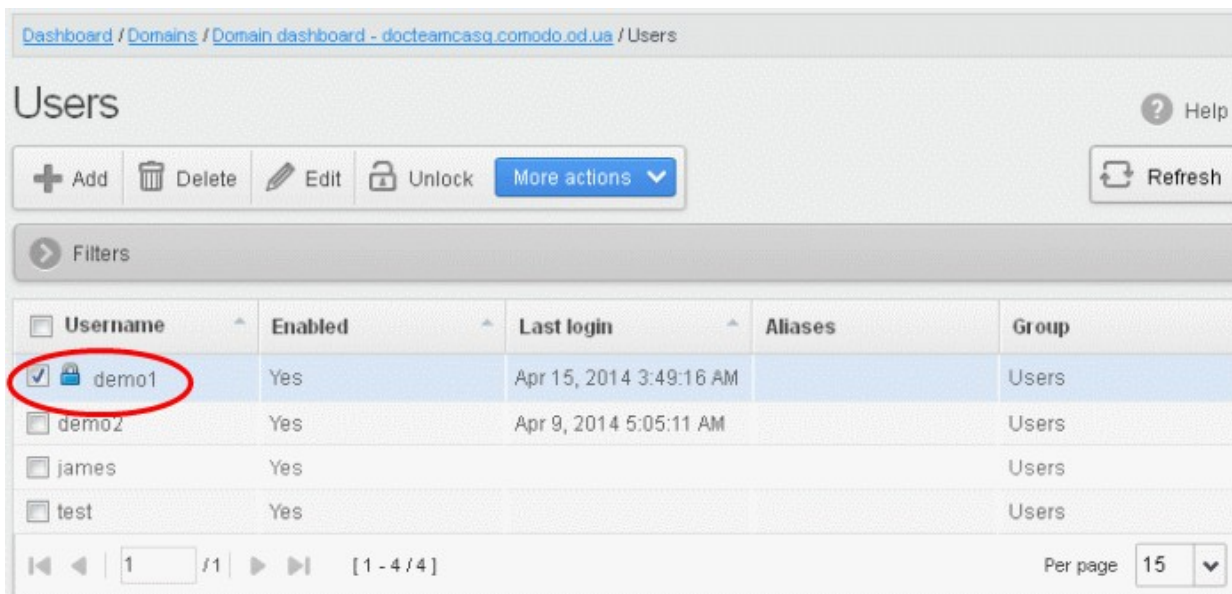 Dashboard / Domains / Domain dashboard - docteamcasg.comodo.od.ua / Users
Users
Help
Add Delete Edit Unlock More actions
Refresh
Filters
Username Enabled Last login Aliases Group
demo1 Yes Apr 15, 2014 3:49:16 AM Users
demo2 Yes Apr 9, 2014 5:05:11 AM Users
james Yes Users
test Yes Users
1 /1 [1 - 4 / 4] Per page 15